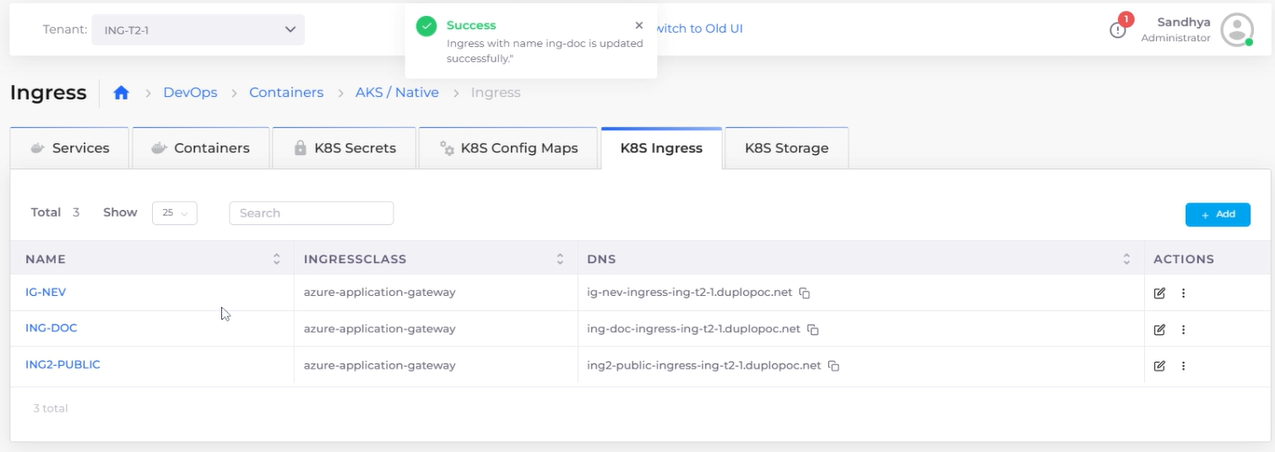 Tenant: ING-T2-1
Success
Ingress with name ing-doc is updated
successfully."
witch to Old UI
1
Sandhya
Administrator
Ingress DevOps Containers AKS / Native Ingress
Services Containers K8S Secrets K8S Config Maps K8S Ingress K8S Storage
Total 3 Show 25 Search + Add
NAME INGRESSCLASS DNS ACTIONS
IG-NEV azure-application-gateway ig-nev-ingress-ing-t2-1.duplopoc.net
ING-DOC azure-application-gateway ing-doc-ingress-ing-t2-1.duplopoc.net
ING2-PUBLIC azure-application-gateway ing2-public-ingress-ing-t2-1.duplopoc.net
3 total